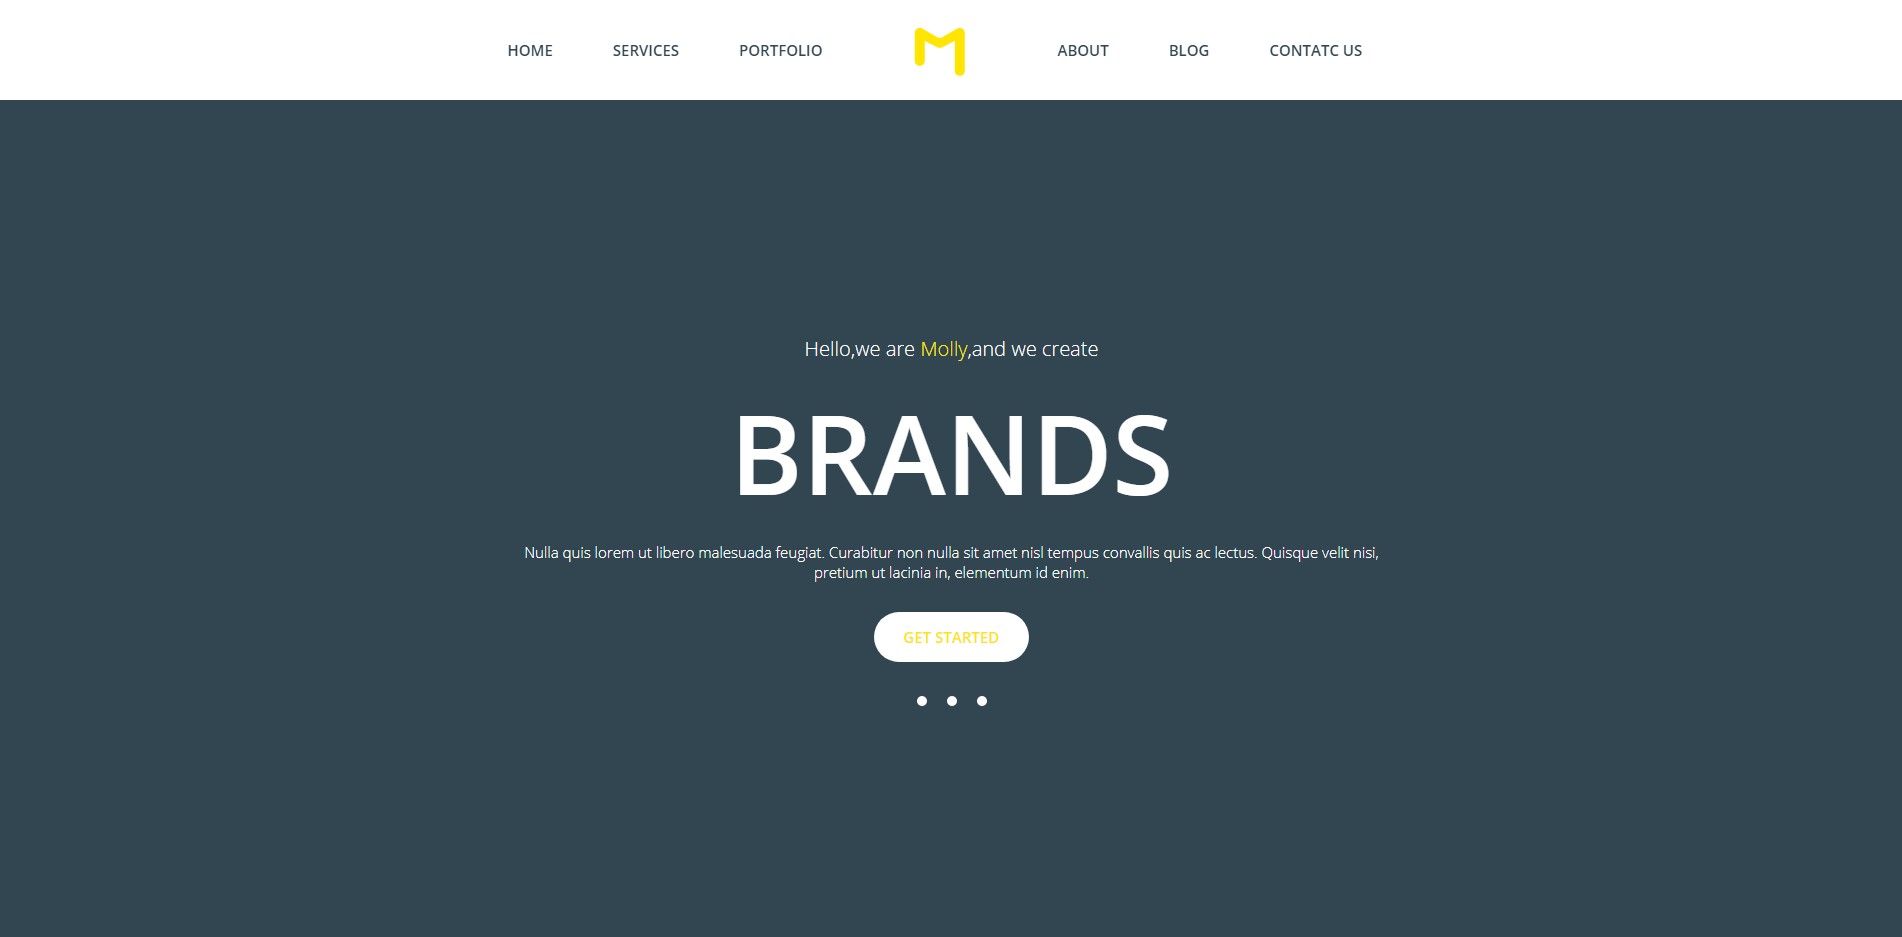 HOME SERVICES PORTFOLIO M ABOUT BLOG CONTATC US
Hello,we are Molly,and we create
BRANDS
Nulla quis lorem ut libero malesuada feugiat. Curabitur non nulla sit amet nisl tempus convallis quis ac lectus. Quisque velit nisi,
pretium ut lacinia in, elementum id enim.
GET STARTED